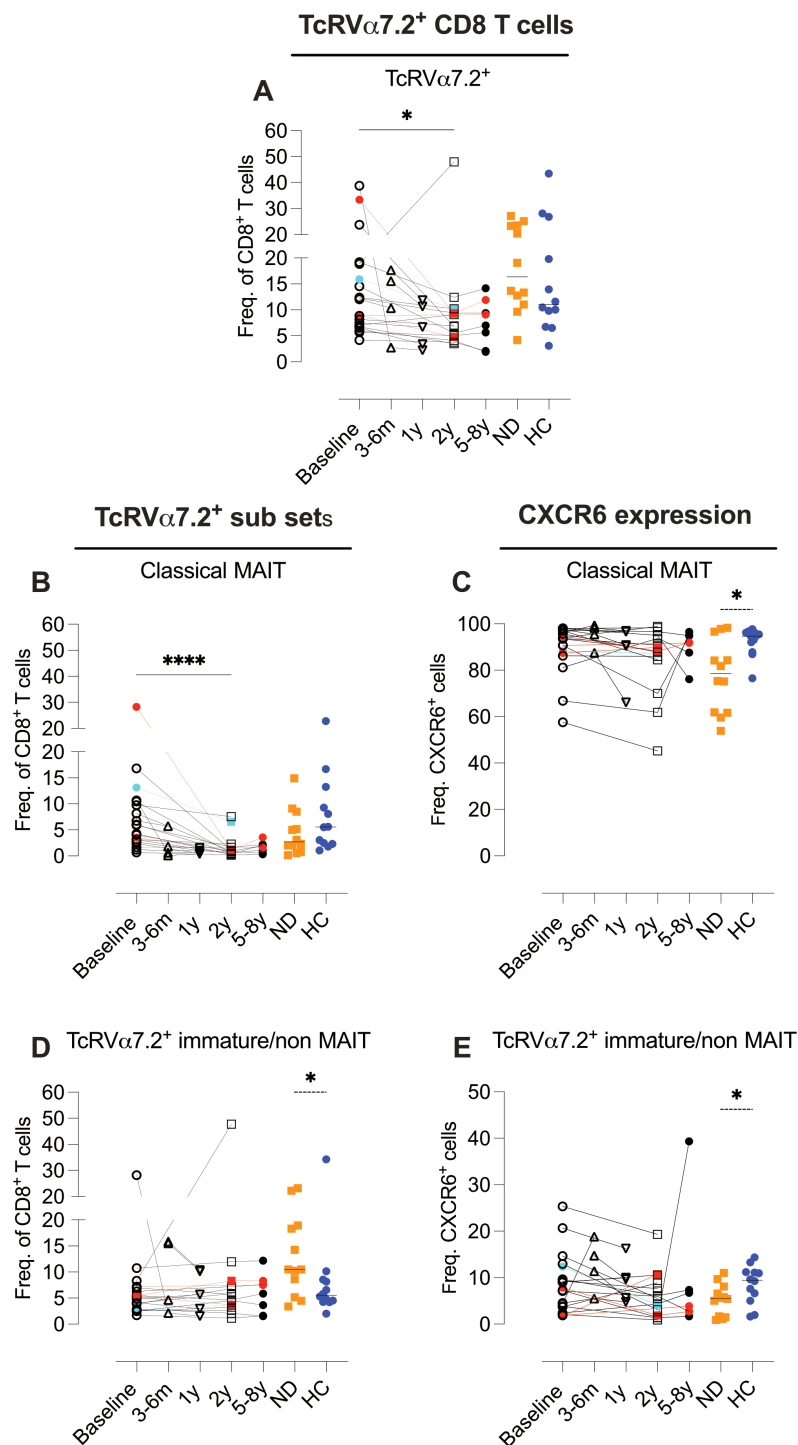 TcRVα7.2⁺ CD8 T cells
TcRVα7.2⁺
A
*
Freq. of CD8⁺ T cells
60
50
40
30
20
20
15
10
5
0
Baseline
3-6m
1y
2y
5-8y
ND
HC
TcRVα7.2⁺ sub sets
B
Classical MAIT
****
Freq. of CD8⁺ T cells
60
50
40
30
20
20
15
10
5
0
Baseline
3-6m
1y
2y
5-8y
ND
HC
CXCR6 expression
C
Classical MAIT
*
Freq. CXCR6⁺ cells
100
80
60
40
20
0
Baseline
3-6m
1y
2y
5-8y
ND
HC
D
TcRVα7.2⁺ immature/non MAIT
*
Freq. of CD8⁺ T cells
60
50
40
30
20
20
15
10
5
0
Baseline
3-6m
1y
2y
5-8y
ND
HC
E
TcRVα7.2⁺ immature/non MAIT
*
Freq. CXCR6⁺ cells
50
40
30
20
10
0
Baseline
3-6m
1y
2y
5-8y
ND
HC